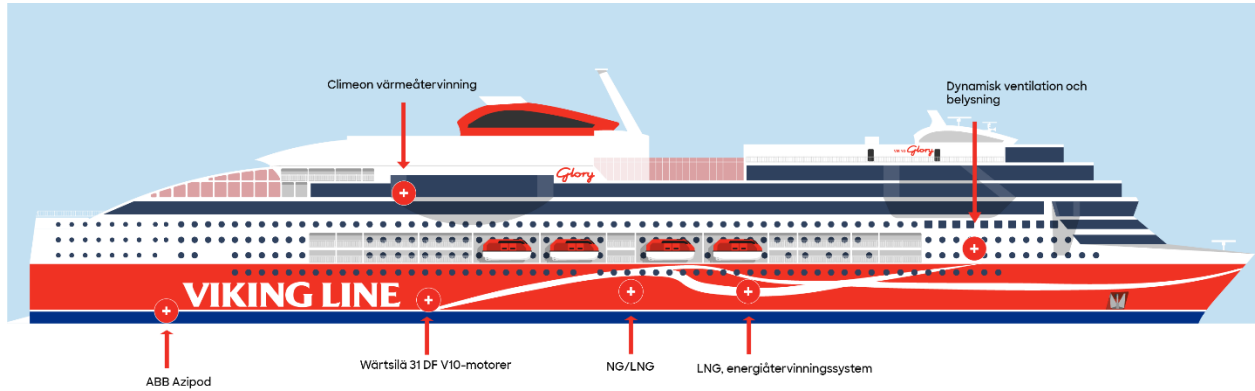 Climeon värmeåtervinning
Dynamisk ventilation och
belysning
Glory
Glory
VIKING LINE
ABB Azipod
Wärtsilä 31 DF V10-motorer
NG/LNG
LNG, energiåtervinningssystem